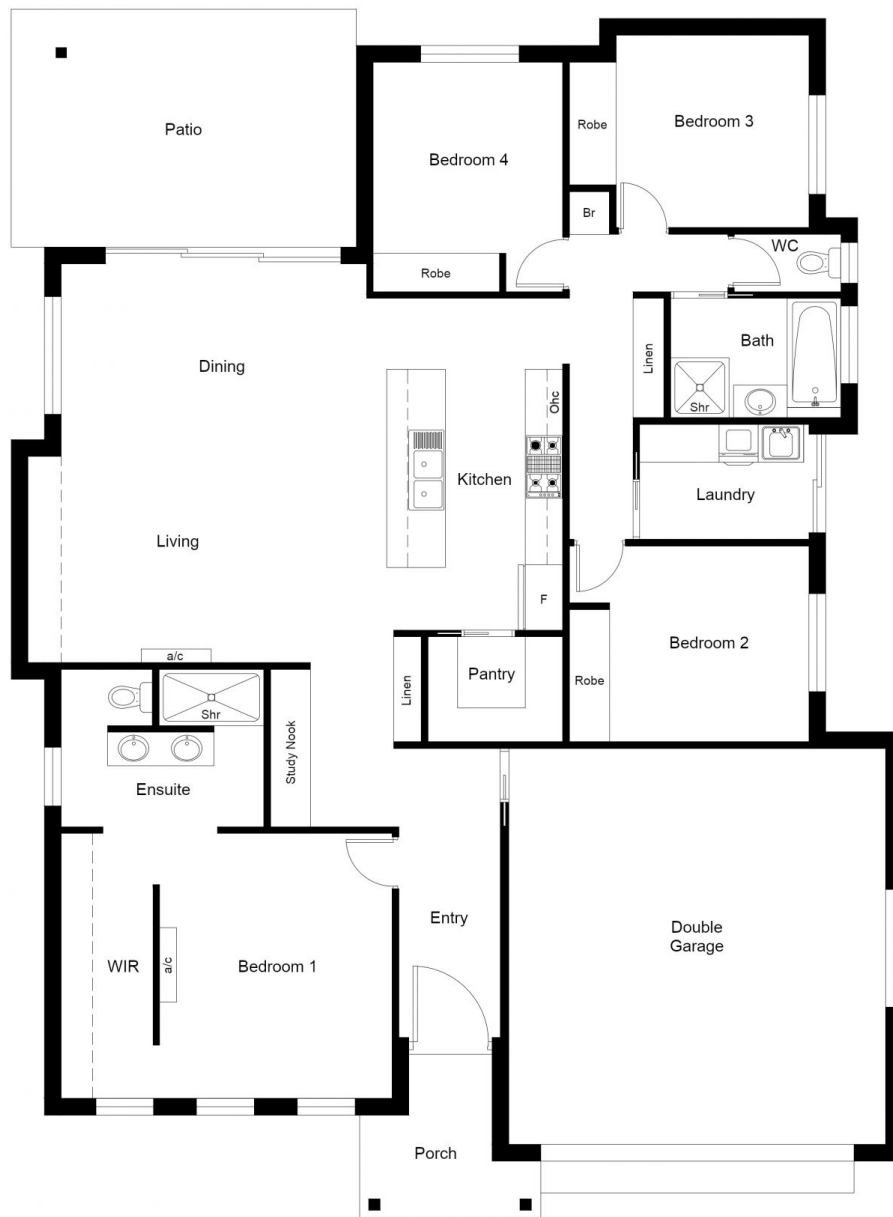 Patio
Bedroom 4
Robe
Bedroom 3
Br
Robe
WC
Dining
Linen
Bath
Shr
Ohc
Kitchen
Laundry
Living
F
a/c
Linen
Pantry
Robe
Bedroom 2
Shr
Study Nook
Ensuite
Entry
Double
Garage
WIR
a/c
Bedroom 1
Porch